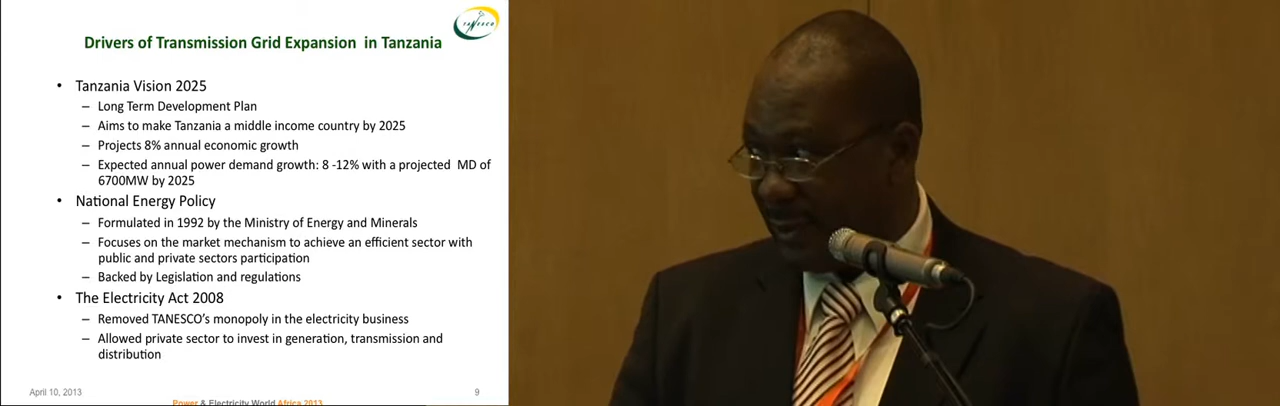 TANESCO
Drivers of Transmission Grid Expansion in Tanzania
• Tanzania Vision 2025
– Long Term Development Plan
– Aims to make Tanzania a middle income country by 2025
– Projects 8% annual economic growth
– Expected annual power demand growth: 8 -12% with a projected MD of
6700MW by 2025
• National Energy Policy
– Formulated in 1992 by the Ministry of Energy and Minerals
– Focuses on the market mechanism to achieve an efficient sector with
public and private sectors participation
– Backed by Legislation and regulations
• The Electricity Act 2008
– Removed TANESCO's monopoly in the electricity business
– Allowed private sector to invest in generation, transmission and
distribution
April 10, 2013
9
Power & Electricity World Africa 2013